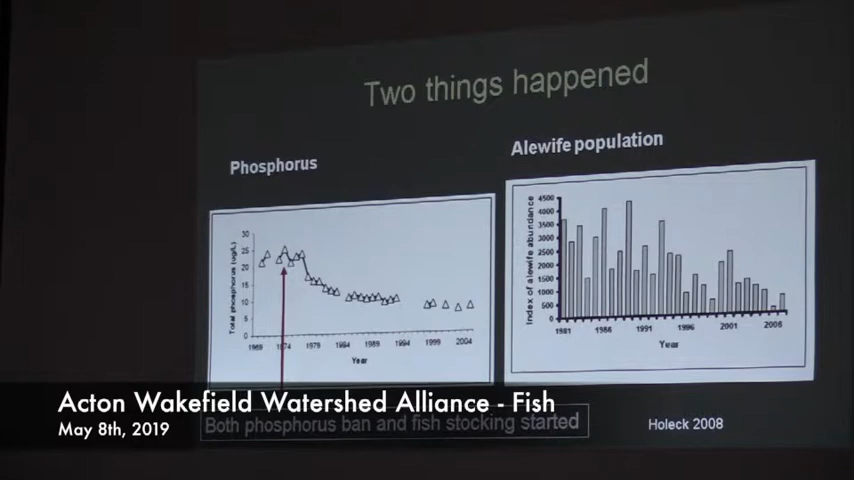 Two things happened
Phosphorus
Alewife population
30
25
20
15
10
5
0
Total phosphorus (ug/L)
1969 1974 1979 1984 1989 1994 1999 2004
Year
4500
4000
3500
3000
2500
2000
1500
1000
500
0
Index of alewife abundance
1981 1986 1991 1996 2001 2006
Year
Acton Wakefield Watershed Alliance - Fish
May 8th, 2019
Both phosphorus ban and fish stocking started
Holeck 2008